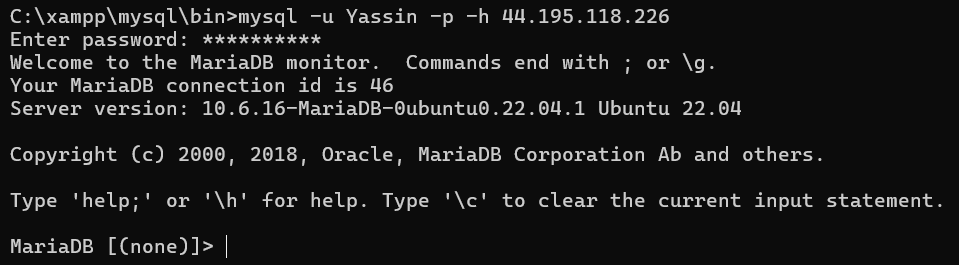 C:\xampp\mysql\bin>mysql -u Yassin -p -h 44.195.118.226
Enter password: **********
Welcome to the MariaDB monitor.  Commands end with ; or \g.
Your MariaDB connection id is 46
Server version: 10.6.16-MariaDB-0ubuntu0.22.04.1 Ubuntu 22.04

Copyright (c) 2000, 2018, Oracle, MariaDB Corporation Ab and others.

Type 'help;' or '\h' for help. Type '\c' to clear the current input statement.

MariaDB [(none)]>